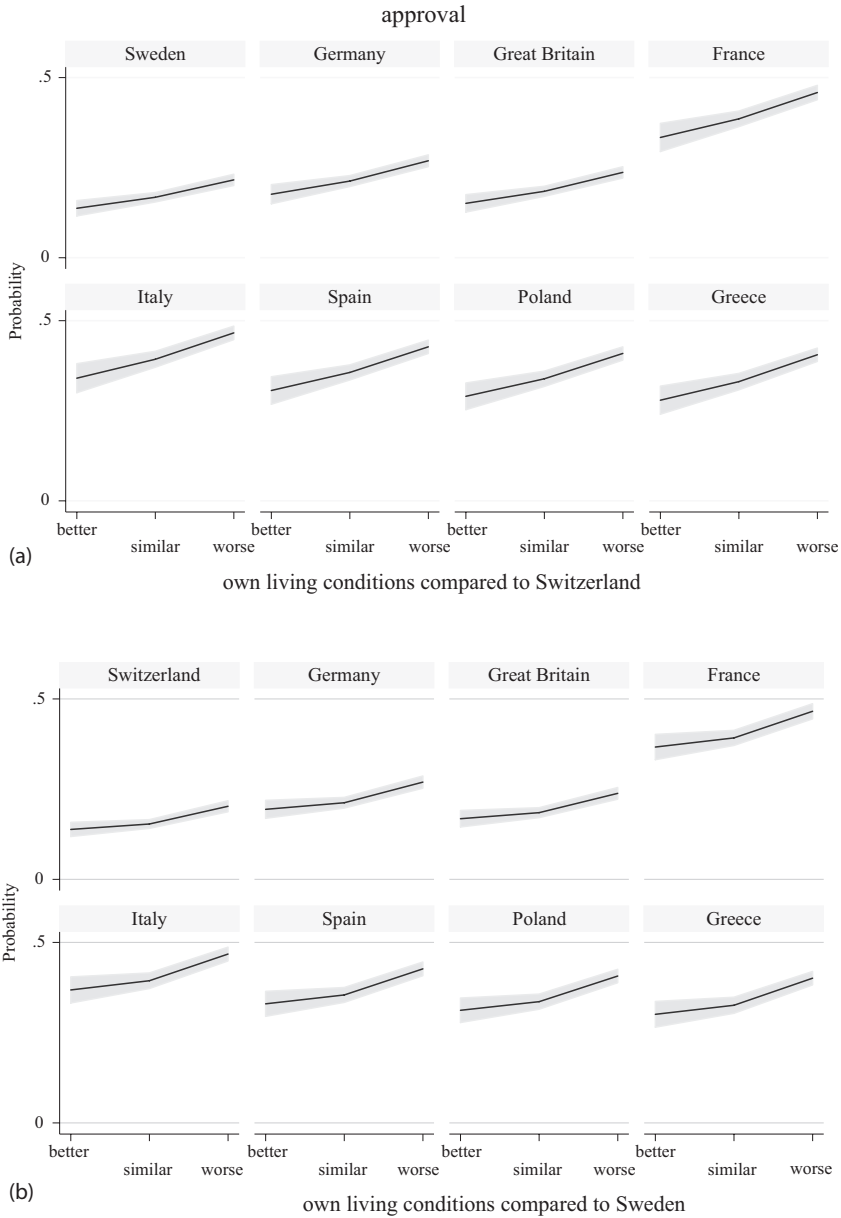 approval
Sweden Germany Great Britain France
.5
0
Italy Spain Poland Greece
.5
0
Probability
better better better better
similar worse similar worse similar worse similar worse
(a)
own living conditions compared to Switzerland
Switzerland Germany Great Britain France
.5
0
Italy Spain Poland Greece
.5
0
Probability
better better better better
similar worse similar worse similar worse similar worse
(b)
own living conditions compared to Sweden